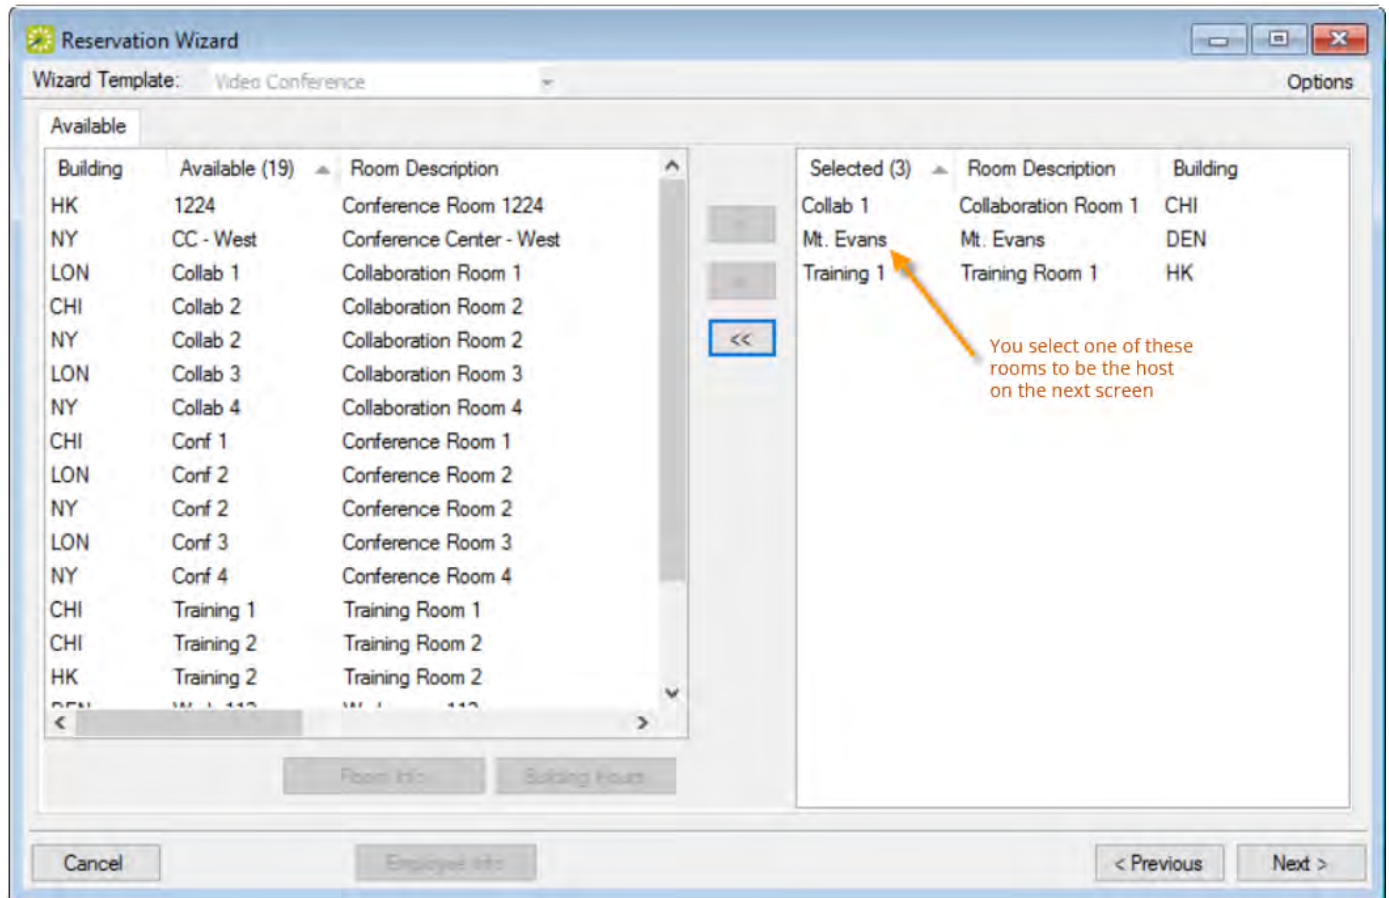 Reservation Wizard
Wizard Template: Video Conference Options
Available
Building Available (19) Room Description
HK 1224 Conference Room 1224
NY CC - West Conference Center - West
LON Collab 1 Collaboration Room 1
CHI Collab 2 Collaboration Room 2
NY Collab 2 Collaboration Room 2
LON Collab 3 Collaboration Room 3
NY Collab 4 Collaboration Room 4
CHI Conf 1 Conference Room 1
LON Conf 2 Conference Room 2
NY Conf 2 Conference Room 2
LON Conf 3 Conference Room 3
NY Conf 4 Conference Room 4
CHI Training 1 Training Room 1
CHI Training 2 Training Room 2
HK Training 2 Training Room 2
<<
Selected (3) Room Description Building
Collab 1 Collaboration Room 1 CHI
Mt. Evans Mt. Evans DEN
Training 1 Training Room 1 HK
You select one of these
rooms to be the host
on the next screen
Room Info Building Hours
Cancel Employee Info < Previous Next >